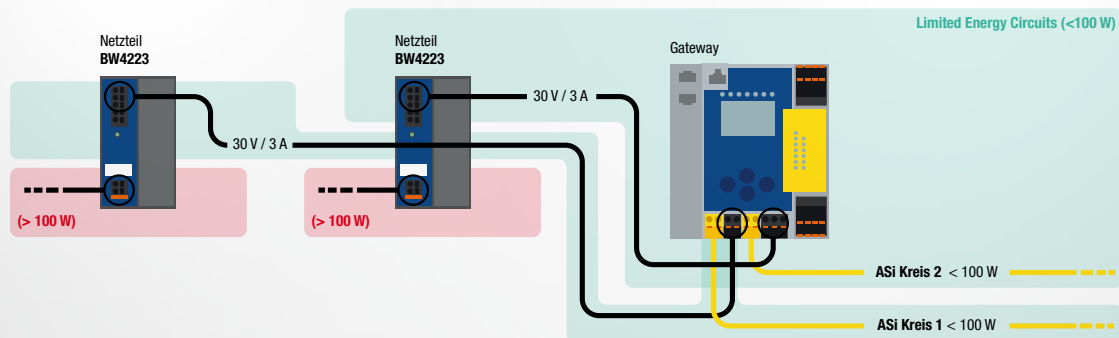 Limited Energy Circuits (<100 W)
Netzteil
BW4223
Netzteil
BW4223
Gateway
30 V / 3 A
30 V / 3 A
(> 100 W)
(> 100 W)
ASi Kreis 2 < 100 W
ASi Kreis 1 < 100 W